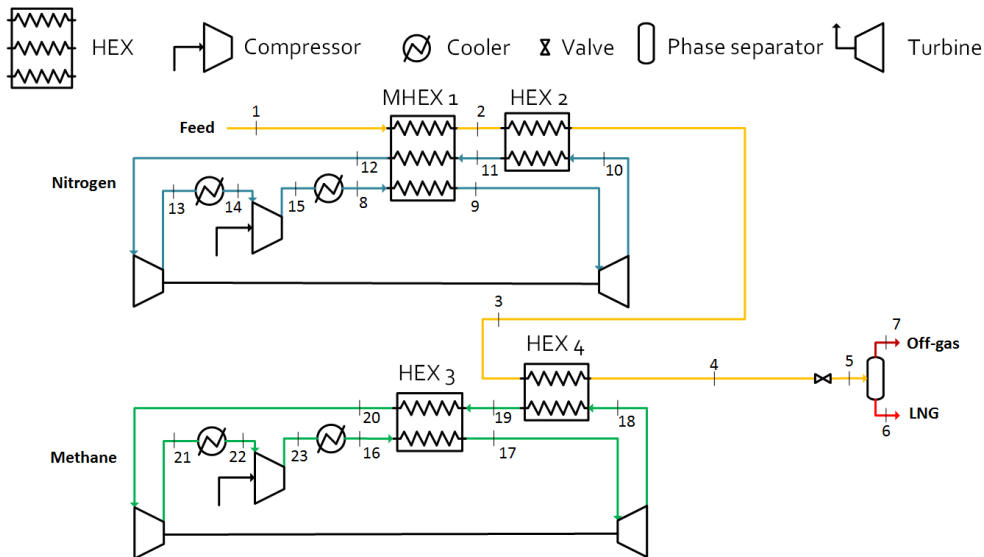 HEX
Compressor
Cooler
Valve
Phase separator
Turbine
MHEX 1
HEX 2
Feed
1
2
12
11
10
Nitrogen
13
14
15
8
9
3
7
HEX 4
Off-gas
HEX 3
4
5
20
19
18
LNG
6
21
22
23
16
17
Methane